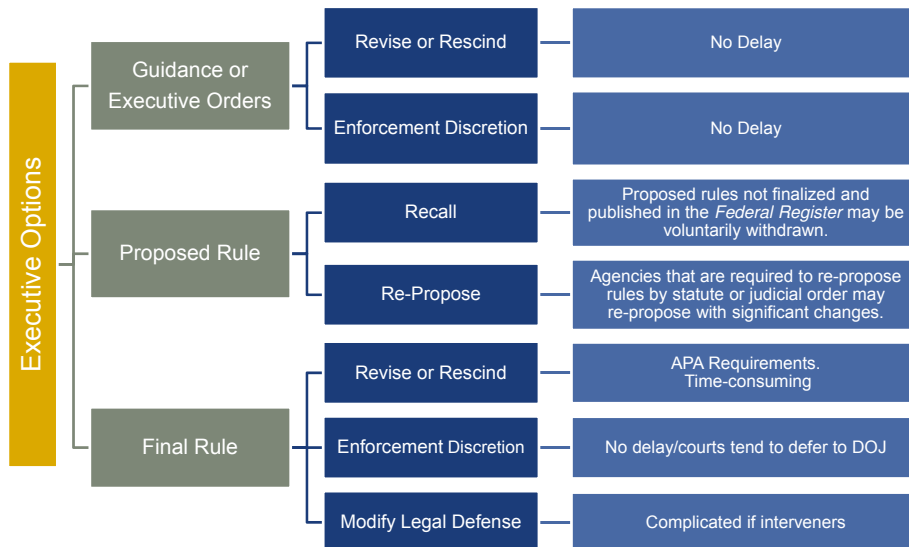 Executive Options
Guidance or
Executive Orders
Revise or Rescind
No Delay
Enforcement Discretion
No Delay
Proposed Rule
Recall
Proposed rules not finalized and
published in the Federal Register may be
voluntarily withdrawn.
Re-Propose
Agencies that are required to re-propose
rules by statute or judicial order may
re-propose with significant changes.
Final Rule
Revise or Rescind
APA Requirements.
Time-consuming
Enforcement Discretion
No delay/courts tend to defer to DOJ
Modify Legal Defense
Complicated if interveners